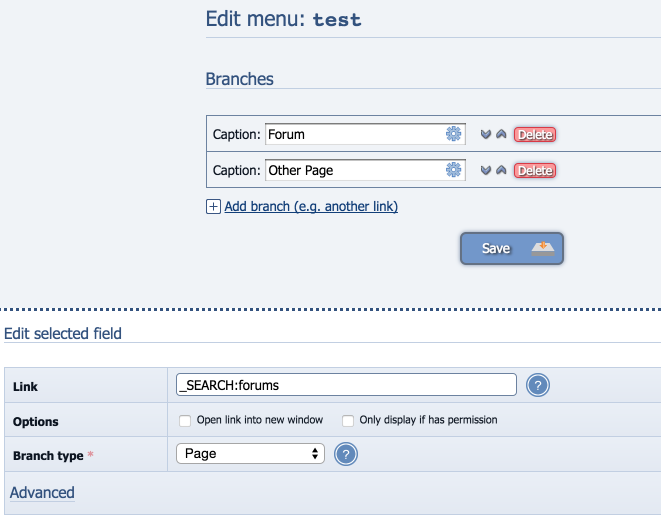 Edit menu: test
Branches
Caption: Forum Delete
Caption: Other Page Delete
+ Add branch (e.g. another link)
Save
Edit selected field
Link _SEARCH:forums ?
Options Open link into new window Only display if has permission
Branch type * Page ?
Advanced